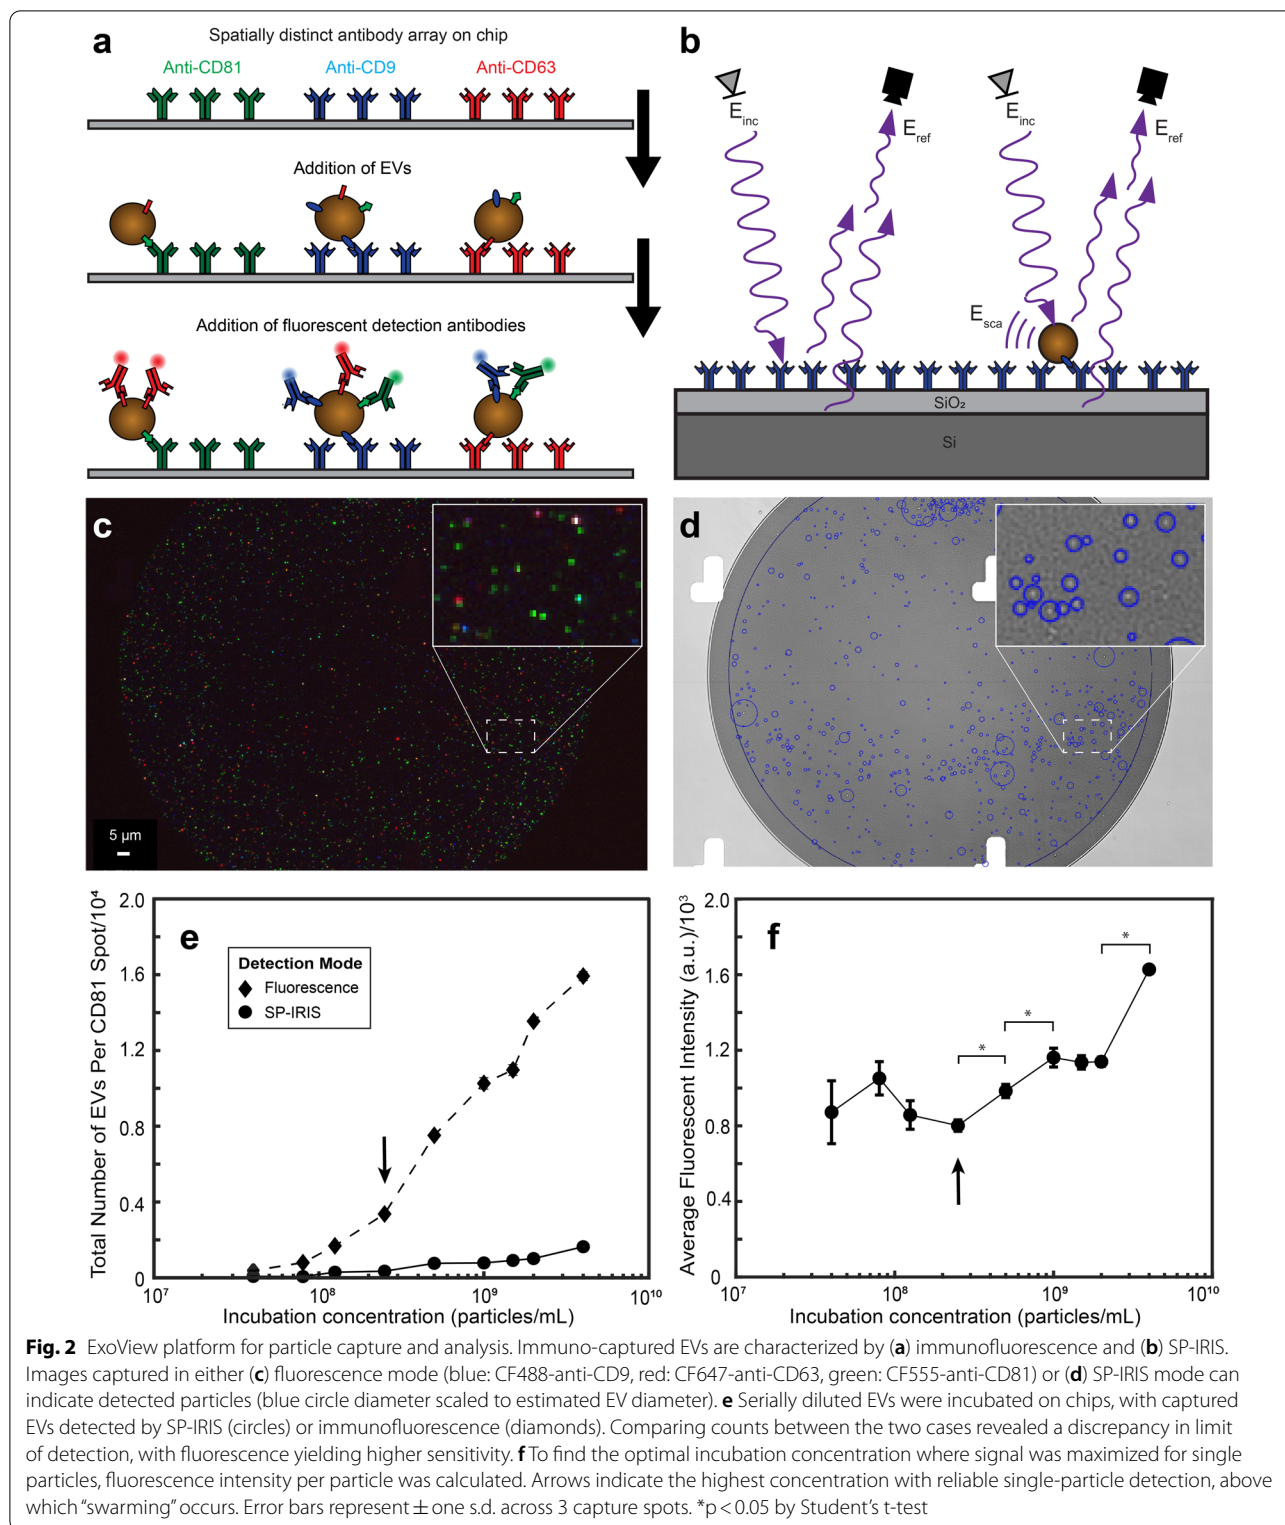 a
Spatially distinct antibody array on chip
Anti-CD81 Anti-CD9 Anti-CD63
Addition of EVs
Addition of fluorescent detection antibodies
b
Einc Eref Einc Eref
Esca
SiO2
Si
c
5 µm
d
e
Total Number of EVs Per CD81 Spot/10⁴
2.0
1.6
1.2
0.8
0.4
0
Detection Mode
Fluorescence
SP-IRIS
10⁷ 10⁸ 10⁹ 10¹⁰
Incubation concentration (particles/mL)
f
Average Fluorescent Intensity (a.u.)/10³
2.0
1.6
1.2
0.8
0.4
0
* * *
10⁷ 10⁸ 10⁹ 10¹⁰
Incubation concentration (particles/mL)
Fig. 2 ExoView platform for particle capture and analysis. Immuno-captured EVs are characterized by (a) immunofluorescence and (b) SP-IRIS.
Images captured in either (c) fluorescence mode (blue: CF488-anti-CD9, red: CF647-anti-CD63, green: CF555-anti-CD81) or (d) SP-IRIS mode can
indicate detected particles (blue circle diameter scaled to estimated EV diameter). e Serially diluted EVs were incubated on chips, with captured
EVs detected by SP-IRIS (circles) or immunofluorescence (diamonds). Comparing counts between the two cases revealed a discrepancy in limit
of detection, with fluorescence yielding higher sensitivity. f To find the optimal incubation concentration where signal was maximized for single
particles, fluorescence intensity per particle was calculated. Arrows indicate the highest concentration with reliable single-particle detection, above
which “swarming” occurs. Error bars represent ± one s.d. across 3 capture spots. *p < 0.05 by Student’s t-test